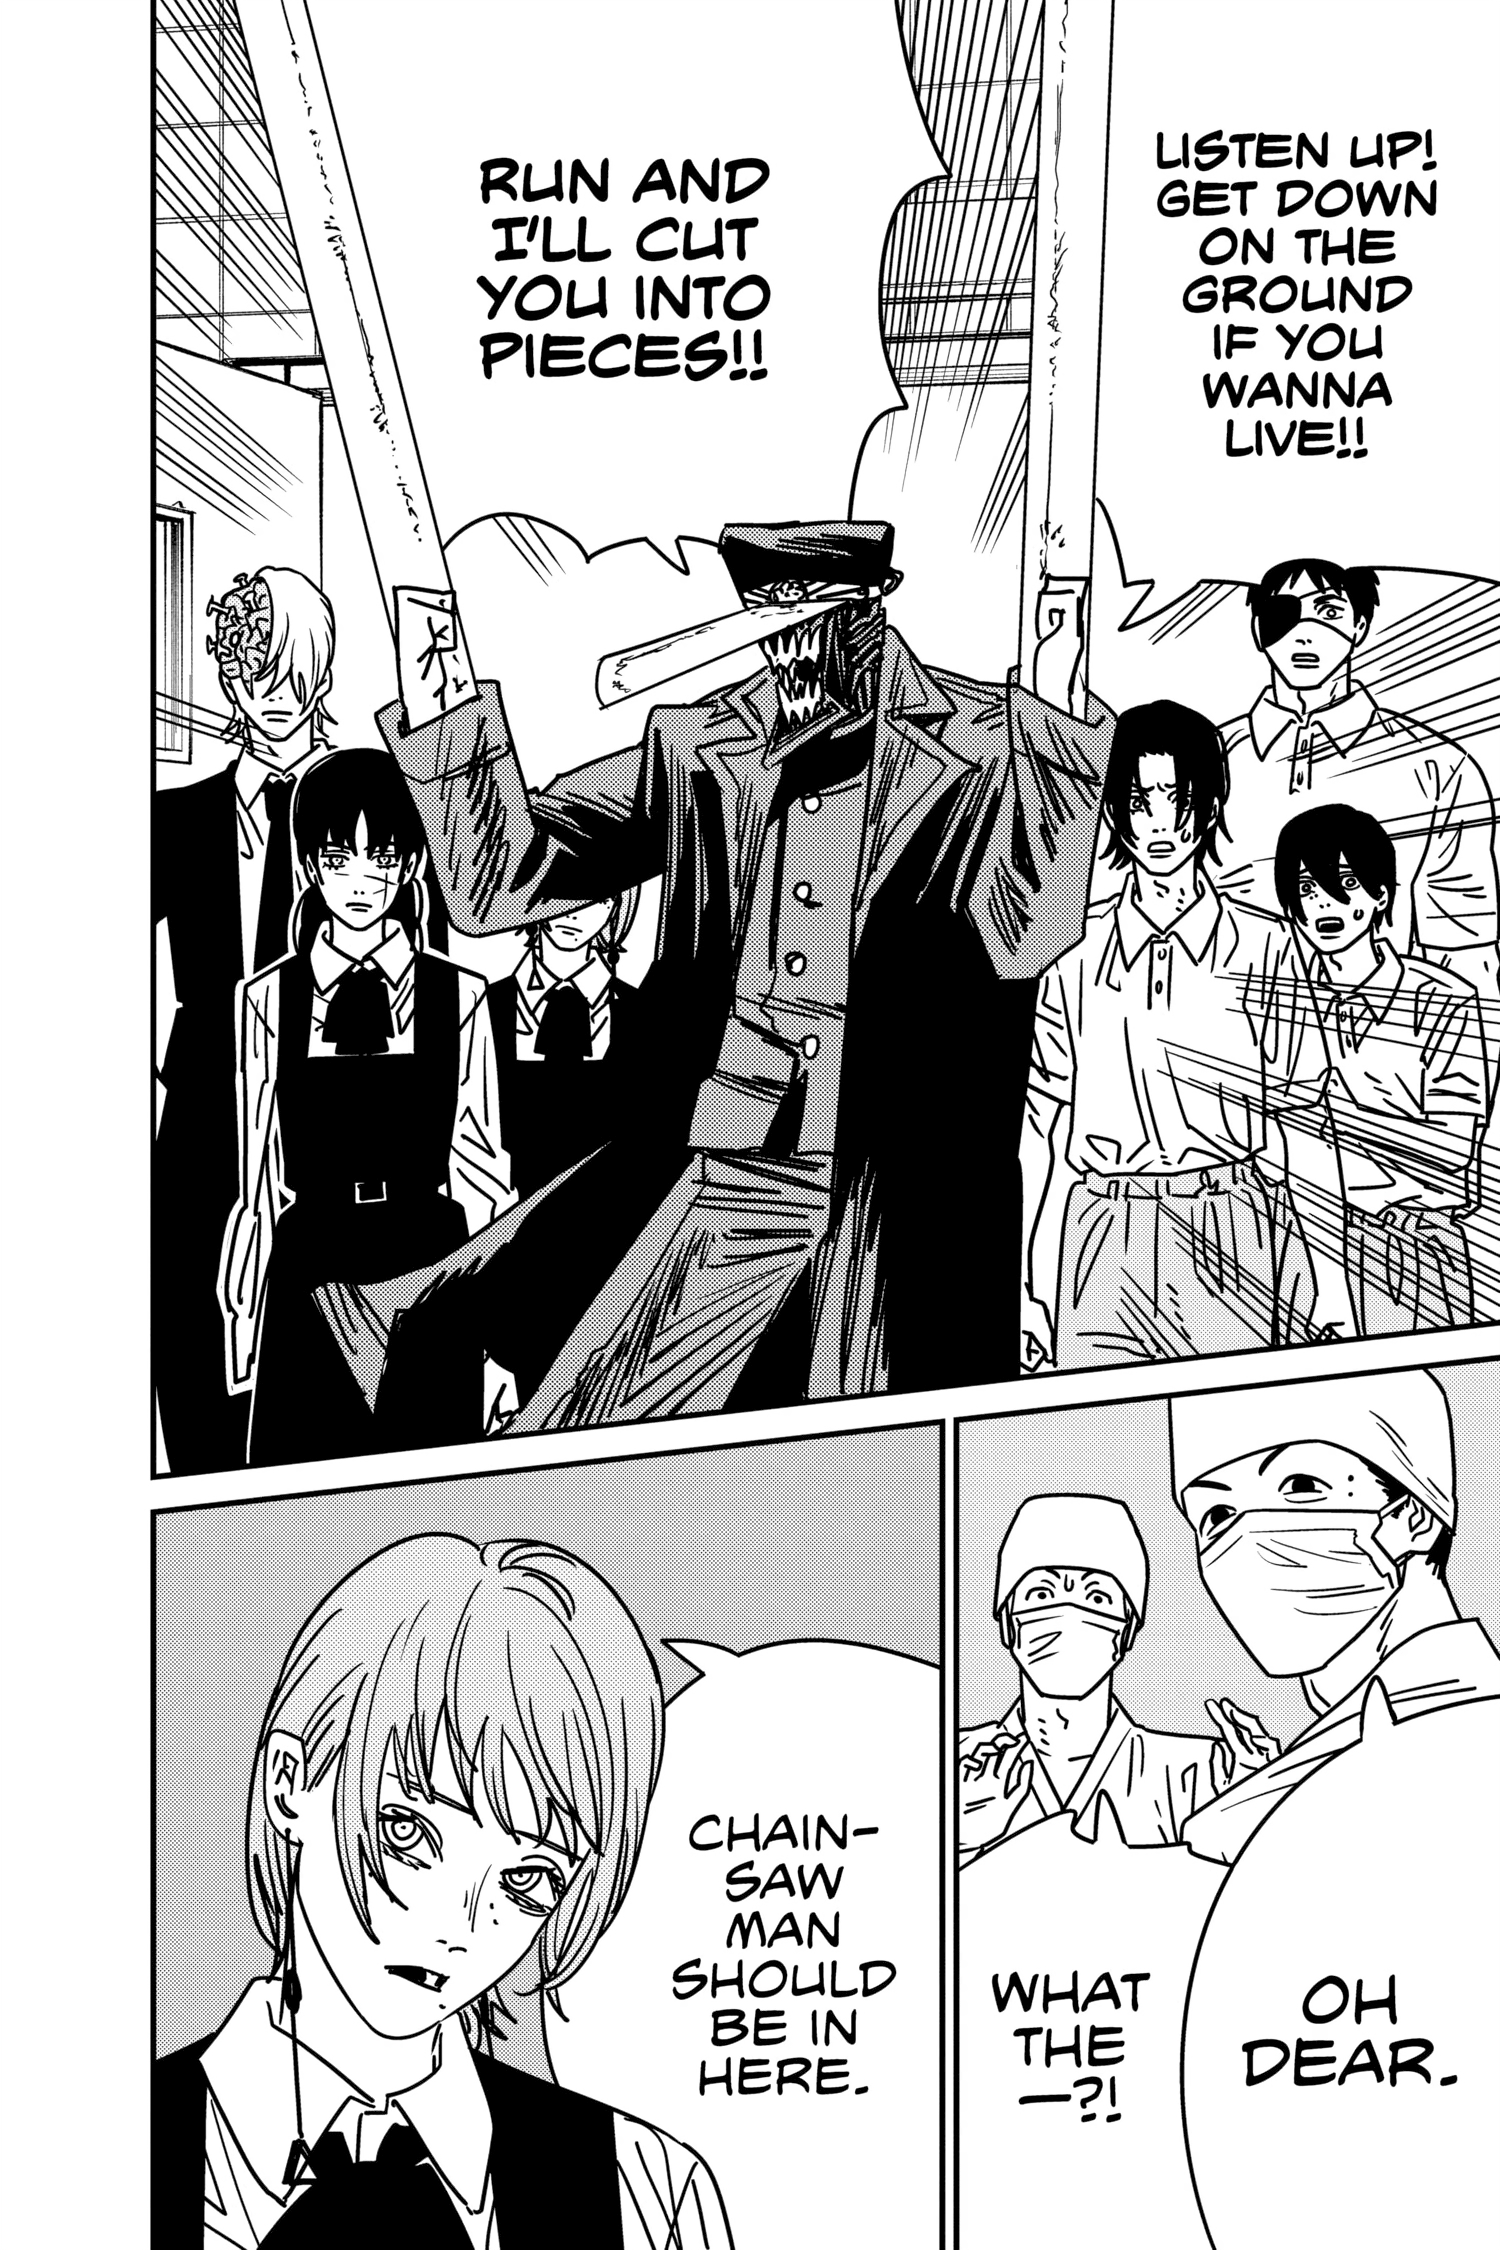 LISTEN UP!
GET DOWN
ON THE
GROUND
IF YOU
WANNA
LIVE!!
RUN AND
I'LL CUT
YOU INTO
PIECES!!
OH
DEAR.
WHAT
THE
—?!
CHAIN-
SAW
MAN
SHOULD
BE IN
HERE.